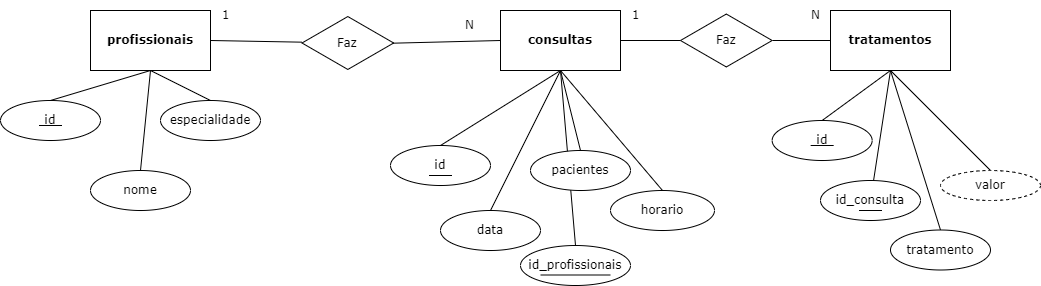 1
N
1
N
profissionais
Faz
consultas
Faz
tratamentos
id
especialidade
nome
id
pacientes
horario
data
id_profissionais
id
id_consulta
valor
tratamento